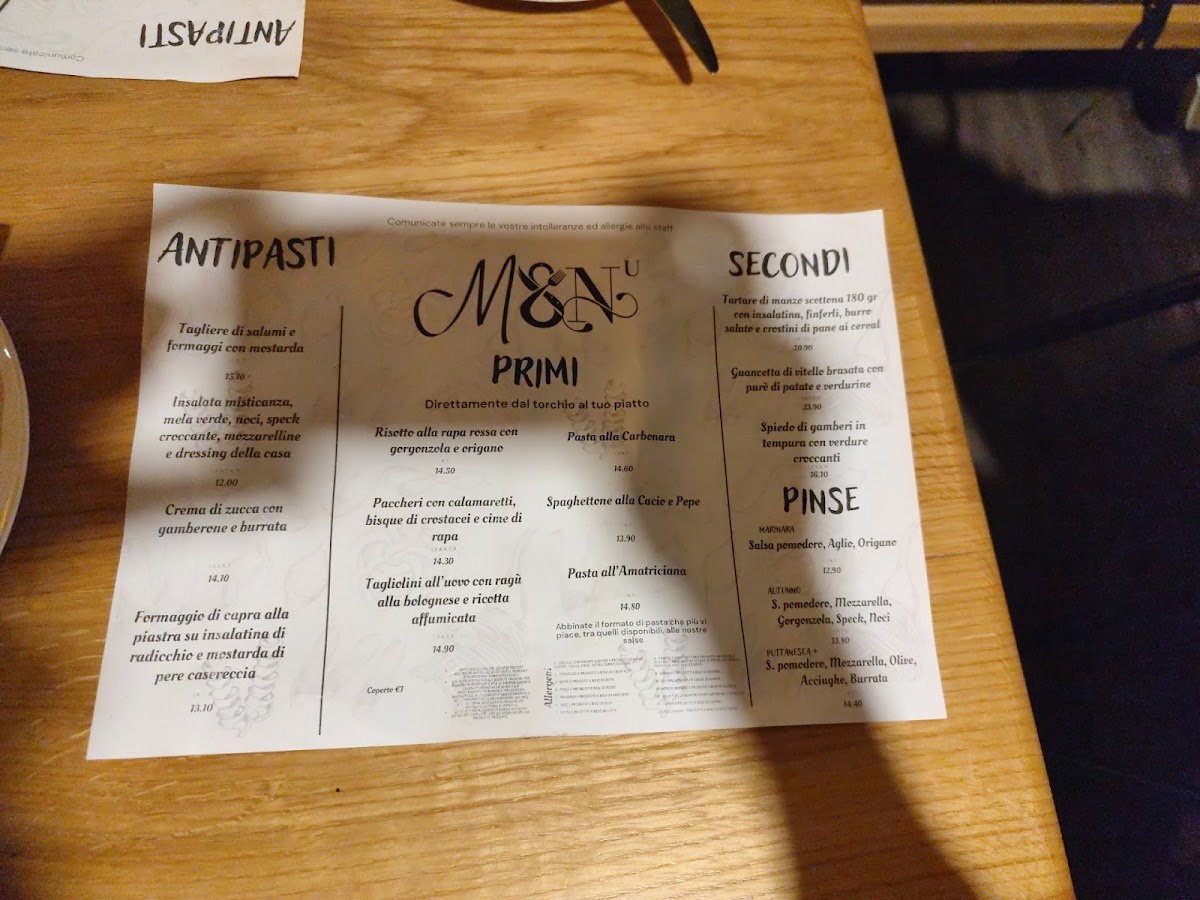 ANTIPASTI
Comunicate sempre le vostre intolleranze ed allergie allo staff
ANTIPASTI
Tagliere di salumi e
formaggi con mostarda
15.10
Insalata misticanza,
mela verde, noci, speck
croccante, mozzarelline
e dressing della casa
12.00
Crema di zucca con
gamberone e burrata
14.10
Formaggio di capra alla
piastra su insalatina di
radicchio e mostarda di
pere casereccia
13.10
M&NU
PRIMI
Direttamente dal torchio al tuo piatto
Risotto alla rapa rossa con
gorgonzola e origano
14.50
Paccheri con calamaretti,
bisque di crostacei e cime di
rapa
14.30
Tagliolini all'uovo con ragù
alla bolognese e ricotta
affumicata
14.90
Coperto €1
Pasta alla Carbonara
14.60
Spaghettone alla Cacio e Pepe
13.90
Pasta all'Amatriciana
14.80
Abbinate il formato di pasta che più vi
piace, tra quelli disponibili, alle nostre
salse
Allergeni
SECONDI
Tartare di manzo scottona 180 gr
con insalatina, finferli, burro
salato e crostini di pane ai cereal
20.90
Guancetta di vitello brasata con
purè di patate e verdurine
23.90
Spiedo di gamberi in
tempura con verdure
croccanti
16.10
PINSE
MARINARA
Salsa pomodoro, Aglio, Origano
12.90
AUTUNNO
S. pomodoro, Mozzarella,
Gorgonzola, Speck, Noci
13.80
PUTTANESCA +
S. pomodoro, Mozzarella, Olive,
Acciughe, Burrata
14.40